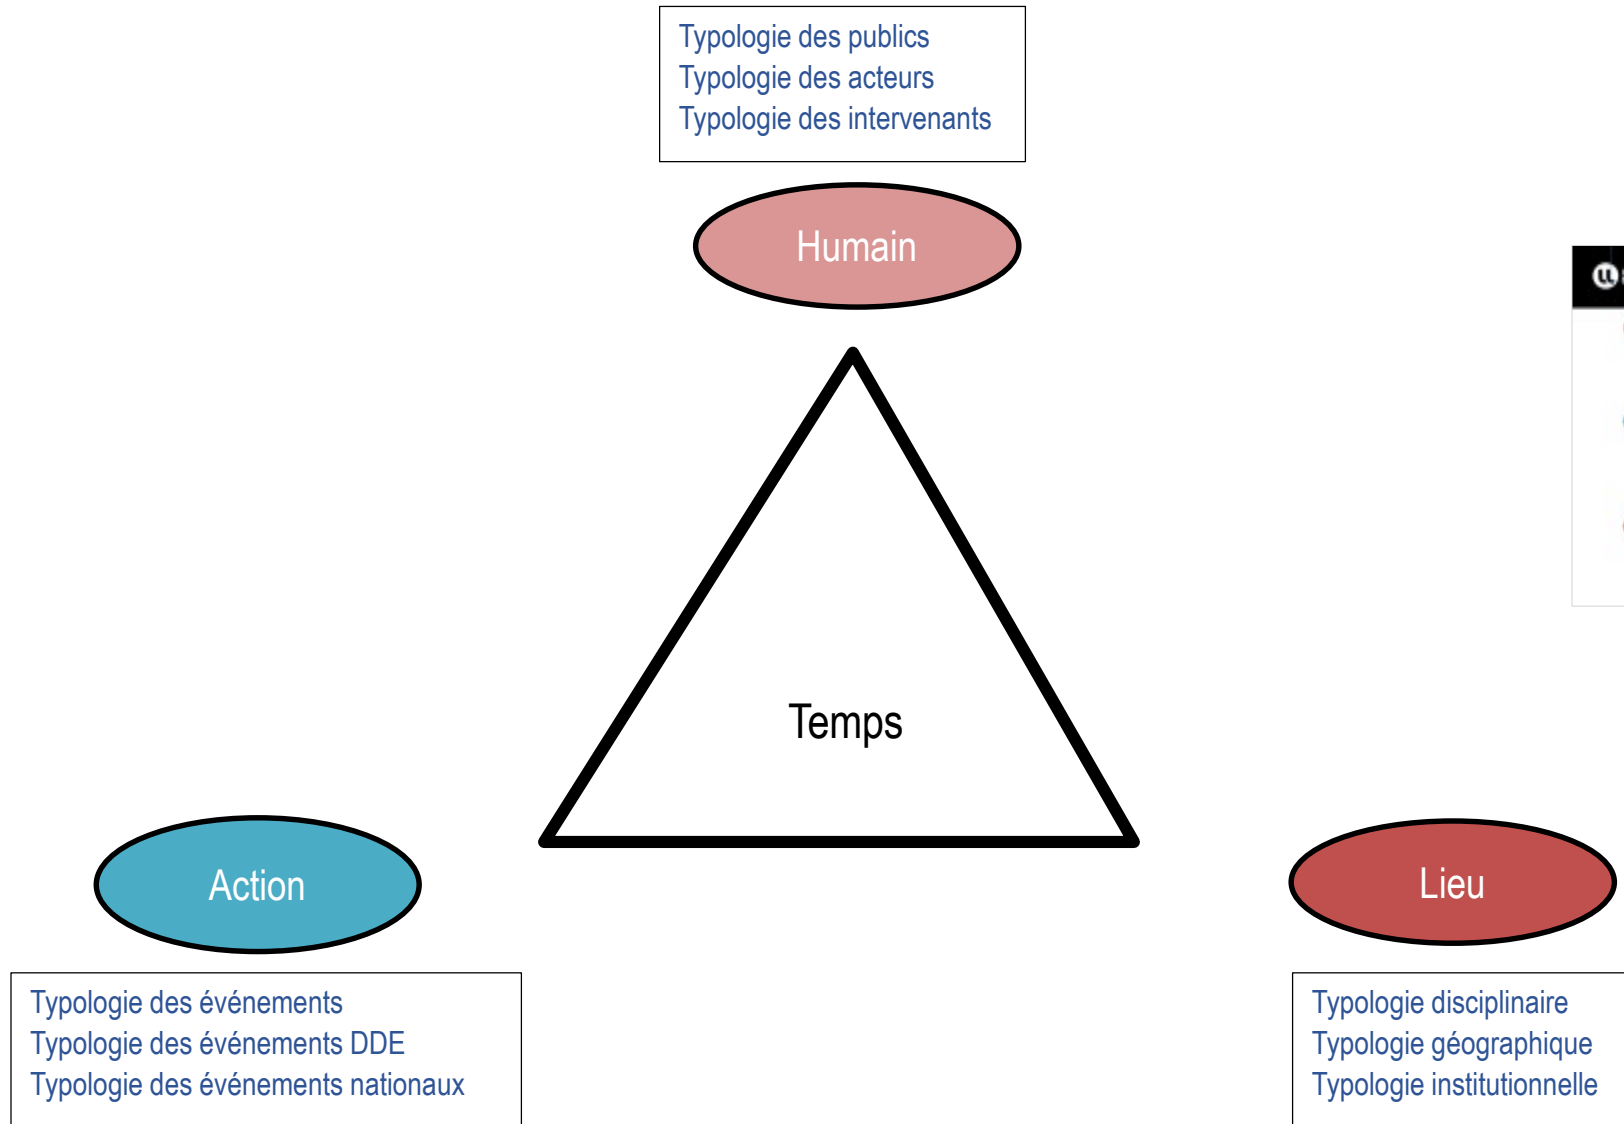 Typologie des publics
Typologie des acteurs
Typologie des intervenants
Humain
Temps
Action
Lieu
Typologie des événements
Typologie des événements DDE
Typologie des événements nationaux
Typologie disciplinaire
Typologie géographique
Typologie institutionnelle